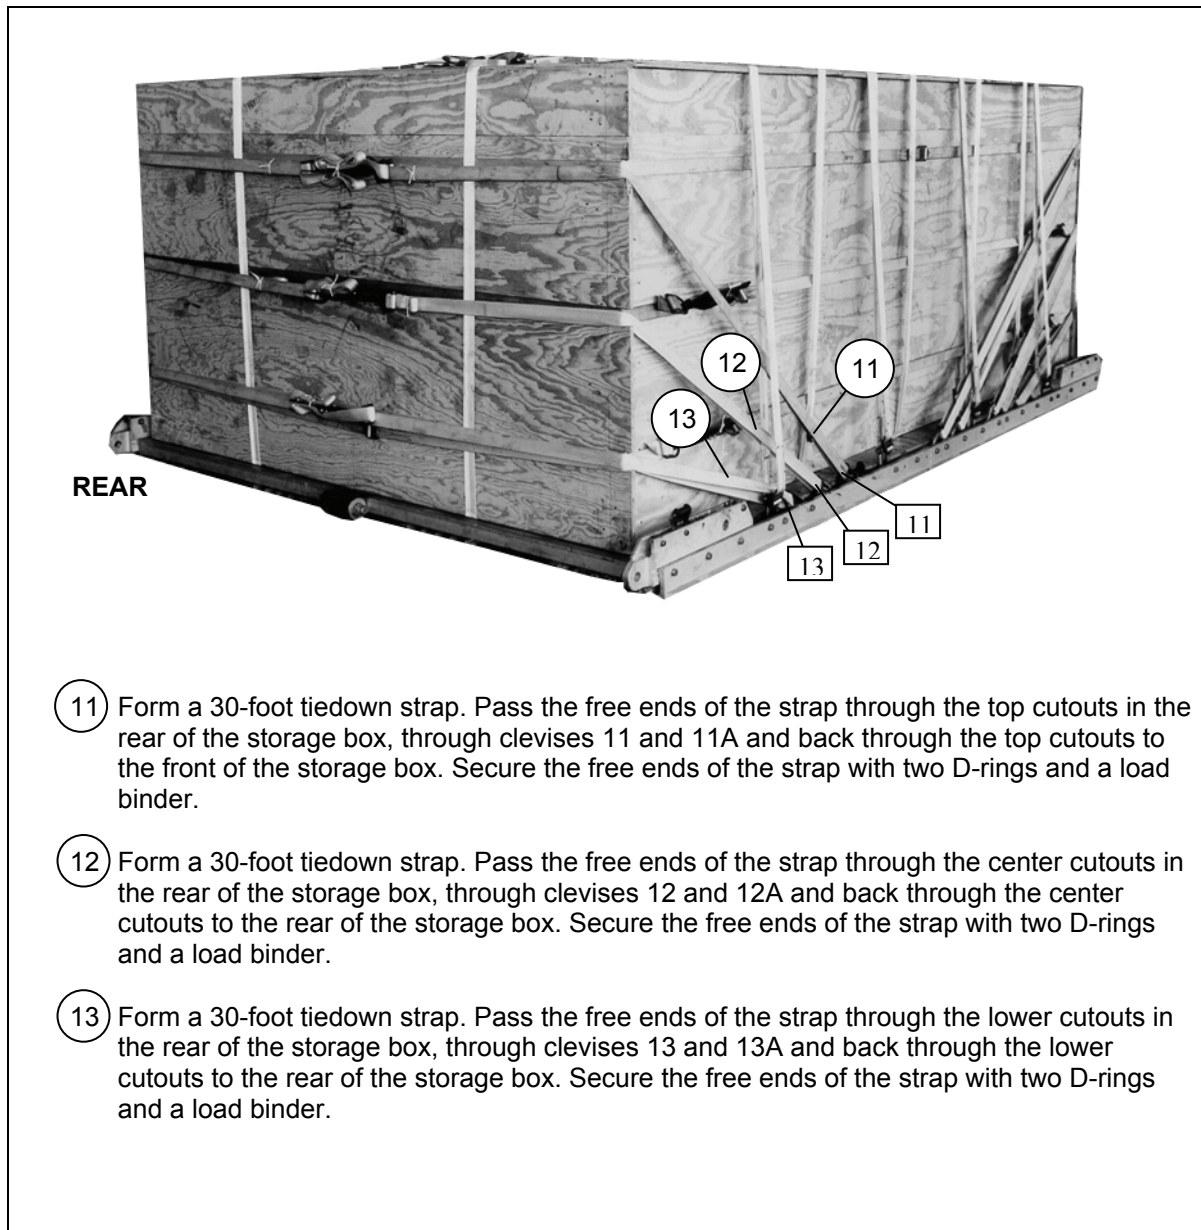 12
11
13
REAR
11
12
13
11 Form a 30-foot tiedown strap. Pass the free ends of the strap through the top cutouts in the
rear of the storage box, through clevises 11 and 11A and back through the top cutouts to
the front of the storage box. Secure the free ends of the strap with two D-rings and a load
binder.
12 Form a 30-foot tiedown strap. Pass the free ends of the strap through the center cutouts in
the rear of the storage box, through clevises 12 and 12A and back through the center
cutouts to the rear of the storage box. Secure the free ends of the strap with two D-rings
and a load binder.
13 Form a 30-foot tiedown strap. Pass the free ends of the strap through the lower cutouts in
the rear of the storage box, through clevises 13 and 13A and back through the lower
cutouts to the rear of the storage box. Secure the free ends of the strap with two D-rings
and a load binder.